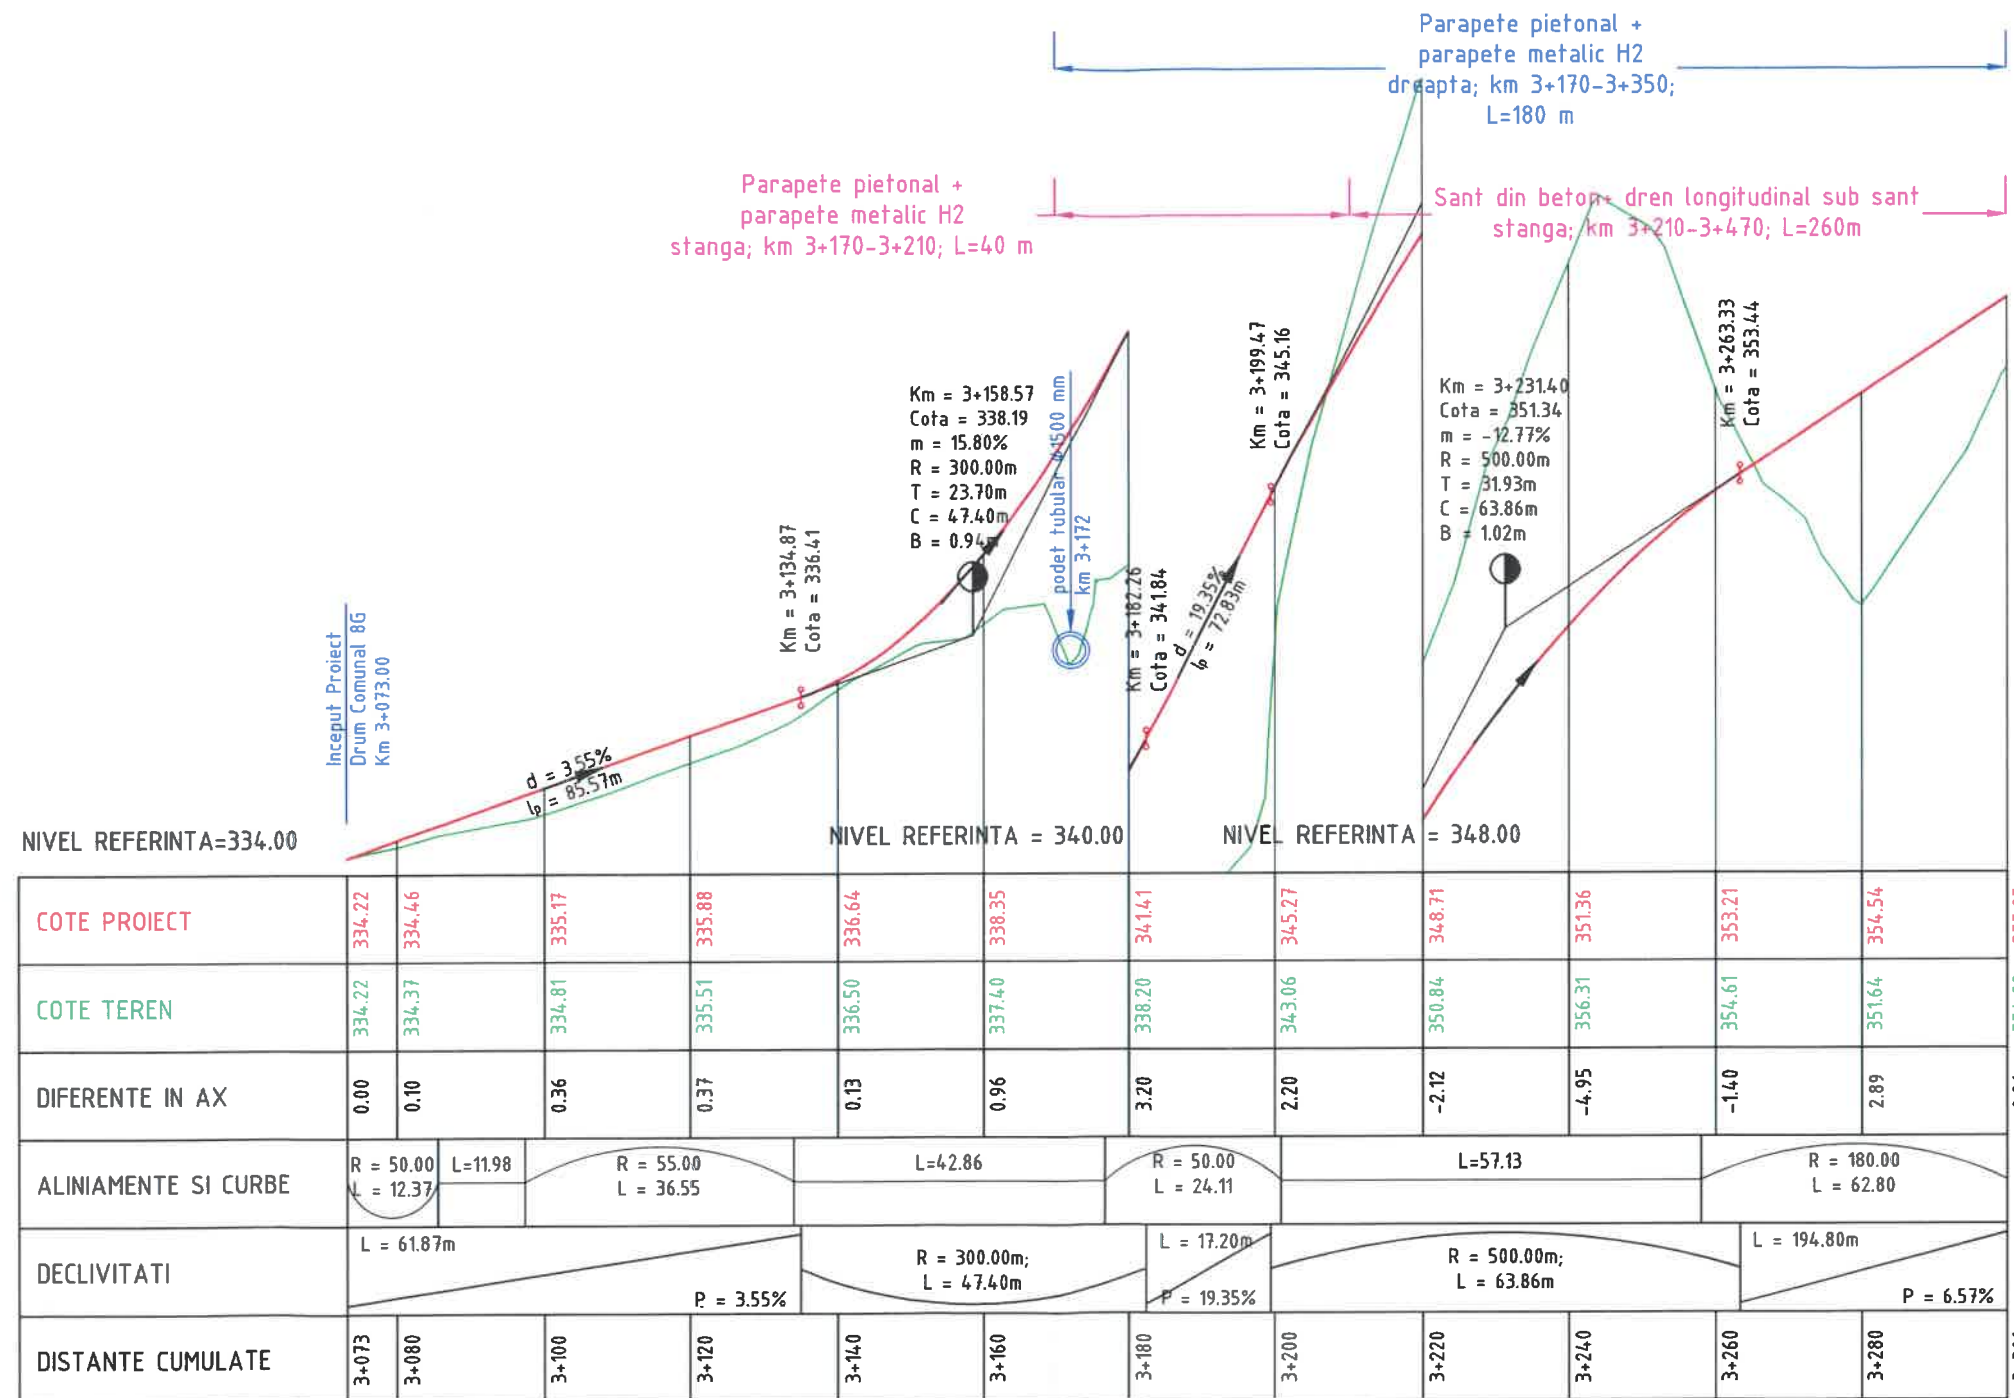 Parapete pietonal +
parapete metalic H2
dreapta; km 3+170-3+350;
L=180 m
Parapete pietonal +
parapete metalic H2
stanga; km 3+170-3+210; L=40 m
Sant din beton+ dren longitudinal sub sant
stanga; km 3+210-3+470; L=260m
Inceput Proiect
Drum Comunal 8G
Km 3+073.00
d = 3.55%
lp = 85.57m
Km = 3+134.87
Cota = 336.41
Km = 3+158.57
Cota = 338.19
m = 15.80%
R = 300.00m
T = 23.70m
C = 47.40m
B = 0.94m
podet tubular ϕ1500 mm
km 3+172
Km = 3+182.26
Cota = 341.84
d = 19.35%
lp = 72.83m
Km = 3+199.47
Cota = 345.16
Km = 3+231.40
Cota = 351.34
m = -12.77%
R = 500.00m
T = 31.93m
C = 63.86m
B = 1.02m
Km = 3+263.33
Cota = 353.44
NIVEL REFERINTA=334.00
NIVEL REFERINTA = 340.00
NIVEL REFERINTA = 348.00
COTE PROIECT 334.22 334.46 335.17 335.88 336.64 338.35 341.41 345.27 348.71 351.36 353.21 354.54
COTE TEREN 334.22 334.37 334.81 335.51 336.50 337.40 338.20 343.06 350.84 356.31 354.61 351.64
DIFERENTE IN AX 0.00 0.10 0.36 0.37 0.13 0.96 3.20 2.20 -2.12 -4.95 -1.40 2.89
ALINIAMENTE SI CURBE
R = 50.00
L = 12.37
L=11.98
R = 55.00
L = 36.55
L=42.86
R = 50.00
L = 24.11
L=57.13
R = 180.00
L = 62.80
DECLIVITATI
L = 61.87m
P = 3.55%
R = 300.00m;
L = 47.40m
L = 17.20m
P = 19.35%
R = 500.00m;
L = 63.86m
L = 194.80m
P = 6.57%
DISTANTE CUMULATE 3+073 3+080 3+100 3+120 3+140 3+160 3+180 3+200 3+220 3+240 3+260 3+280